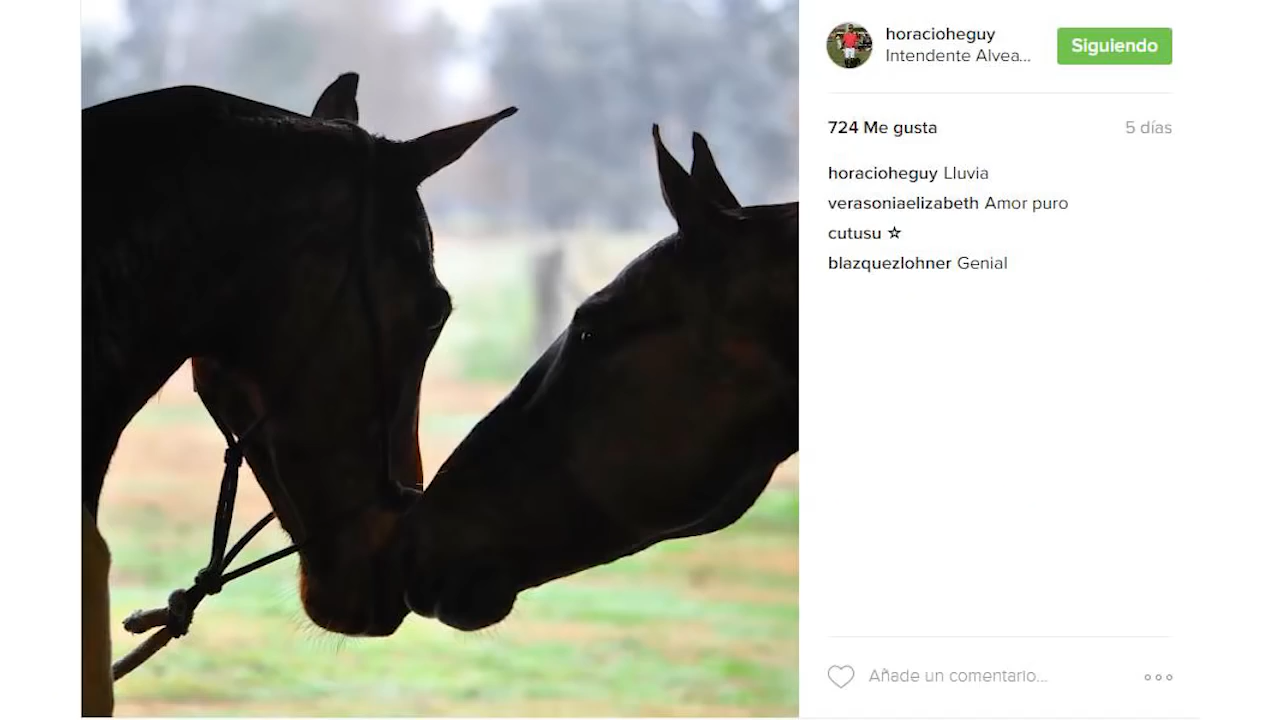 horacioheguy
Intendente Alvea...
Siguiendo
724 Me gusta
5 días
horacioheguy Lluvia
verasoniaelizabeth Amor puro
cutusu ☆
blazquezlohner Genial
Añade un comentario...